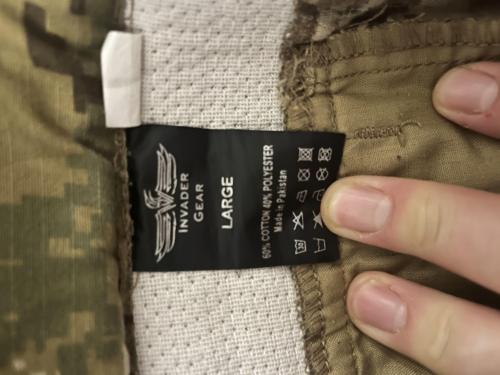 INVADER
GEAR
LARGE
60% COTTON 40% POLYESTER
Made in Pakistan